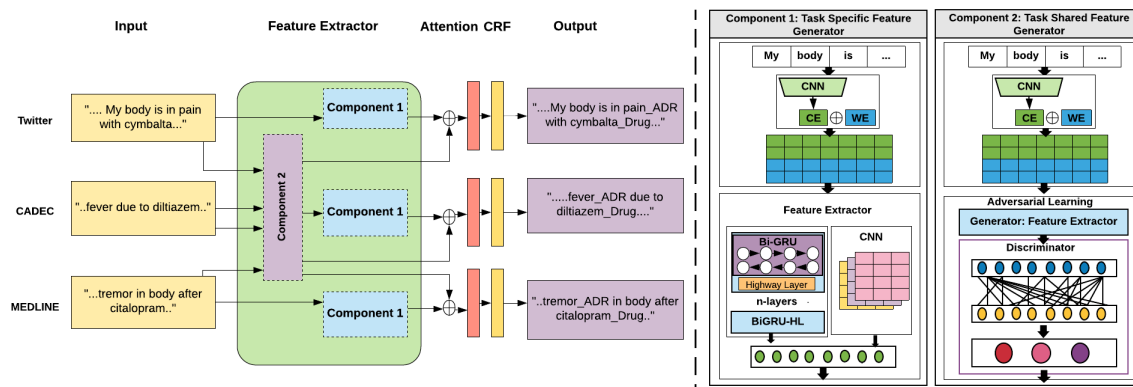 Input
Feature Extractor
Attention CRF
Output
Twitter
".... My body is in pain
with cymbalta..."
Component 1
"....My body is in pain_ADR
with cymbalta_Drug..."
CADEC
"..fever due to diltiazem.."
Component 2
Component 1
".....fever_ADR due to
diltiazem_Drug...."
MEDLINE
"...tremor in body after
citalopram.."
Component 1
"..tremor_ADR in body after
citalopram_Drug.."
Component 1: Task Specific Feature
Generator
My body is ...
CNN
CE WE
Feature Extractor
Bi-GRU
Highway Layer
n-layers
BiGRU-HL
CNN
Component 2: Task Shared Feature
Generator
My body is ...
CNN
CE WE
Adversarial Learning
Generator: Feature Extractor
Discriminator